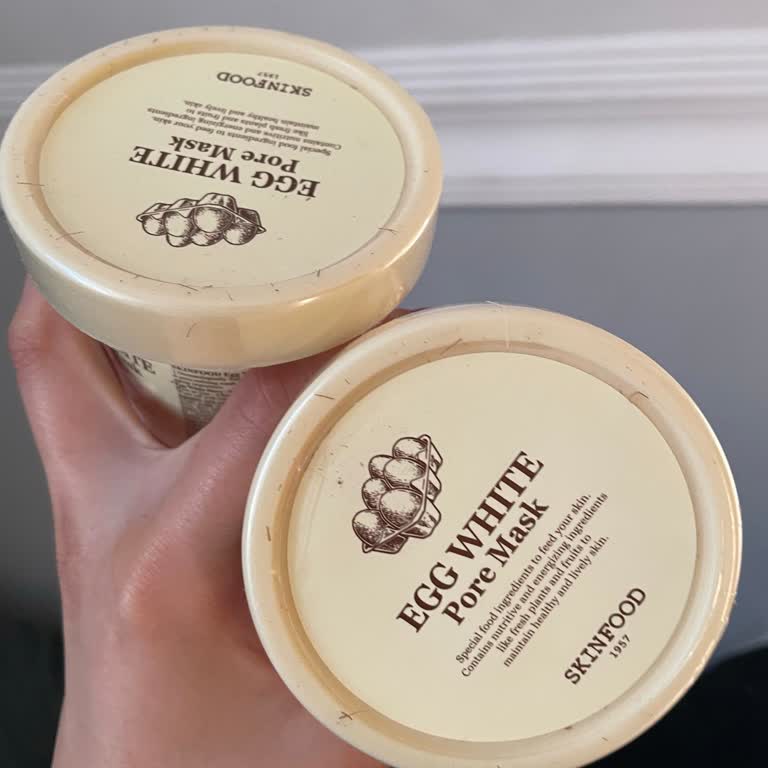 SKINFOOD
1957
EGG WHITE
Pore Mask
Special food ingredients to feed your skin.
Contains nutritive and energizing ingredients
like fresh plants and fruits to
maintain healthy and lively skin.
EGG WHITE
Pore Mask
Special food ingredients to feed your skin.
Contains nutritive and energizing ingredients
like fresh plants and fruits to
maintain healthy and lively skin.
SKINFOOD
1957